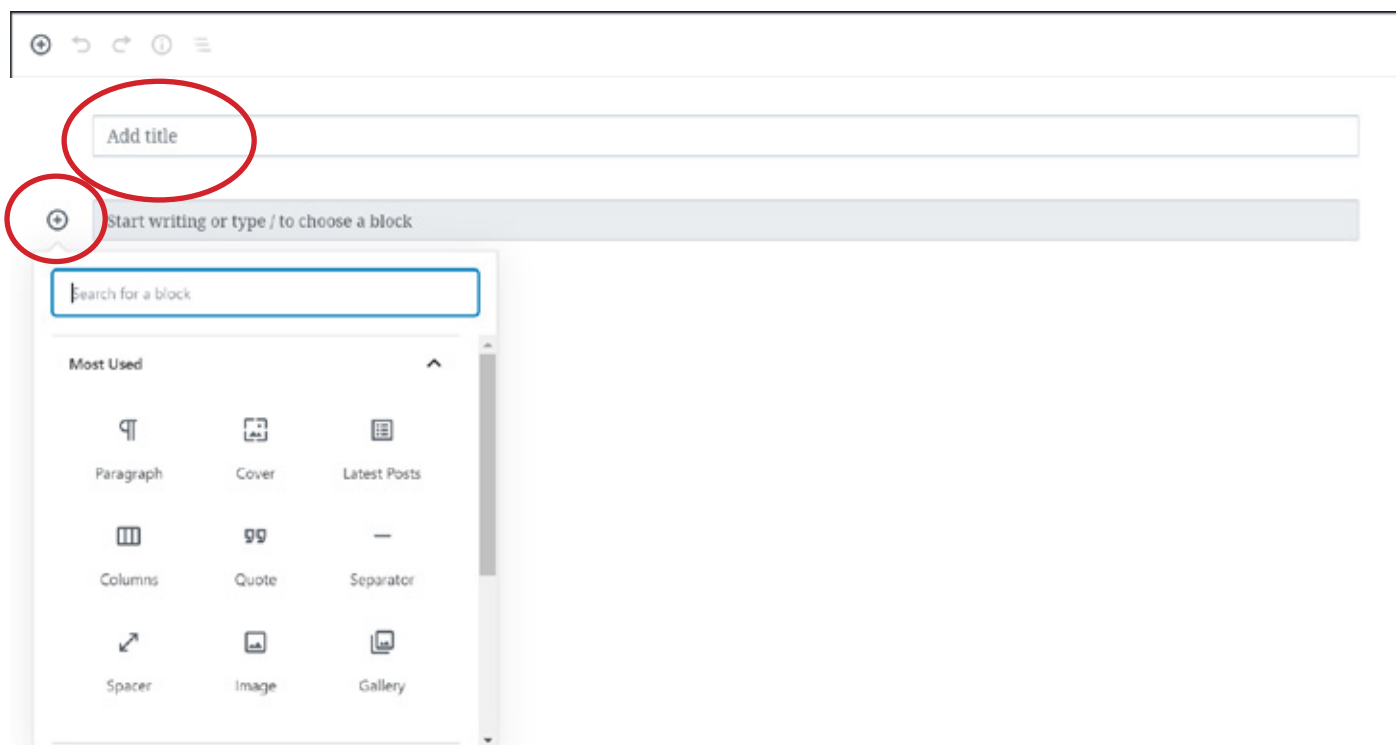 Add title
Start writing or type / to choose a block
Search for a block
Most Used
Paragraph Cover Latest Posts
Columns Quote Separator
Spacer Image Gallery